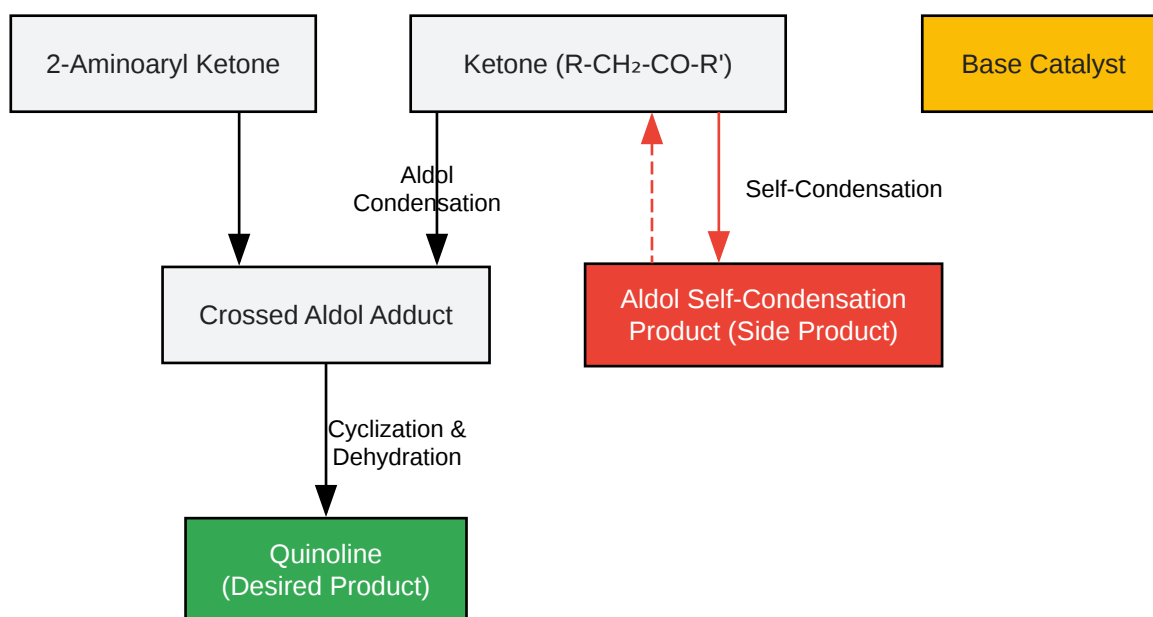 2-Aminoaryl Ketone
Ketone (R-CH₂-CO-R')
Base Catalyst
Aldol
Condensation
Self-Condensation
Crossed Aldol Adduct
Aldol Self-Condensation
Product (Side Product)
Cyclization &
Dehydration
Quinoline
(Desired Product)